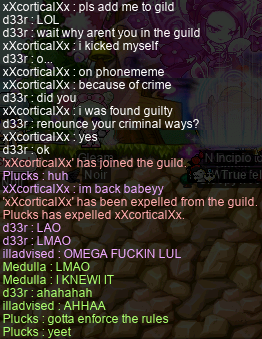 xXcorticalXx : pls add me to gild
d33r : LOL
d33r : wait why arent you in the guild
xXcorticalXx : i kicked myself
d33r : o...
xXcorticalXx : on phonememe
xXcorticalXx : because of crime
d33r : did you
xXcorticalXx : i was found guilty
d33r : renounce your criminal ways?
xXcorticalXx : yes
d33r : ok
'xXcorticalXx' has joined the guild.
Plucks : huh
xXcorticalXx : im back babeyy
'xXcorticalXx' has been expelled from the guild.
Plucks has expelled xXcorticalXx.
d33r : LAO
d33r : LMAO
illadvised : OMEGA FUCKIN LUL
Medulla : LMAO
Medulla : I KNEWI IT
d33r : ahahahah
illadvised : AHHAA
Plucks : gotta enforce the rules
Plucks : yeet
Noir
N Incipio
True fel